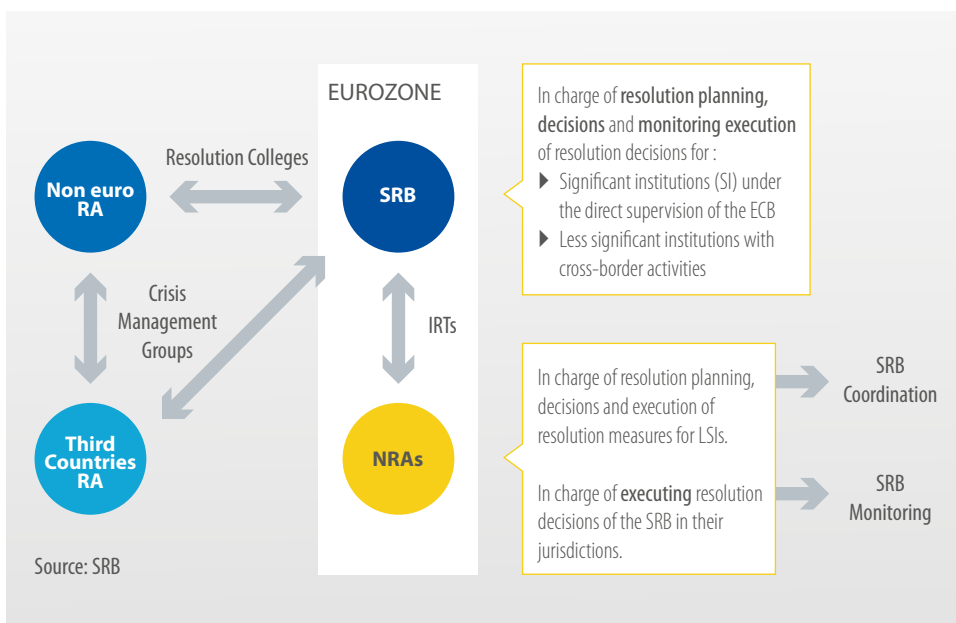 EUROZONE
Resolution Colleges
Non euro
RA
SRB
Crisis
Management
Groups
IRTs
Third
Countries
RA
NRAs
Source: SRB
In charge of resolution planning,
decisions and monitoring execution
of resolution decisions for :
Significant institutions (SI) under
the direct supervision of the ECB
Less significant institutions with
cross-border activities
In charge of resolution planning,
decisions and execution of
resolution measures for LSIs.
In charge of executing resolution
decisions of the SRB in their
jurisdictions.
SRB
Coordination
SRB
Monitoring